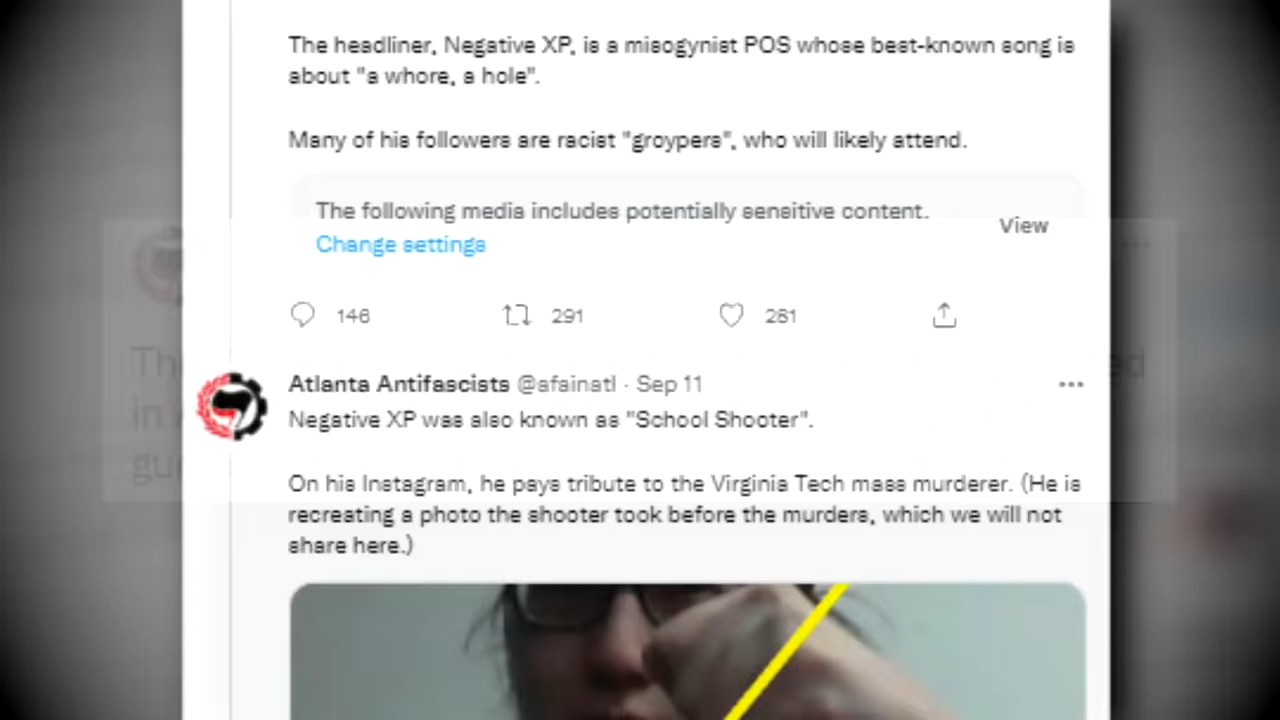 The headliner, Negative XP, is a misogynist POS whose best-known song is
about "a whore, a hole".
Many of his followers are racist "groypers", who will likely attend.
The following media includes potentially sensitive content.
View
Change settings
146 291 281
Atlanta Antifascists @afainatl · Sep 11
Negative XP was also known as "School Shooter".
On his Instagram, he pays tribute to the Virginia Tech mass murderer. (He is
recreating a photo the shooter took before the murders, which we will not
share here.)